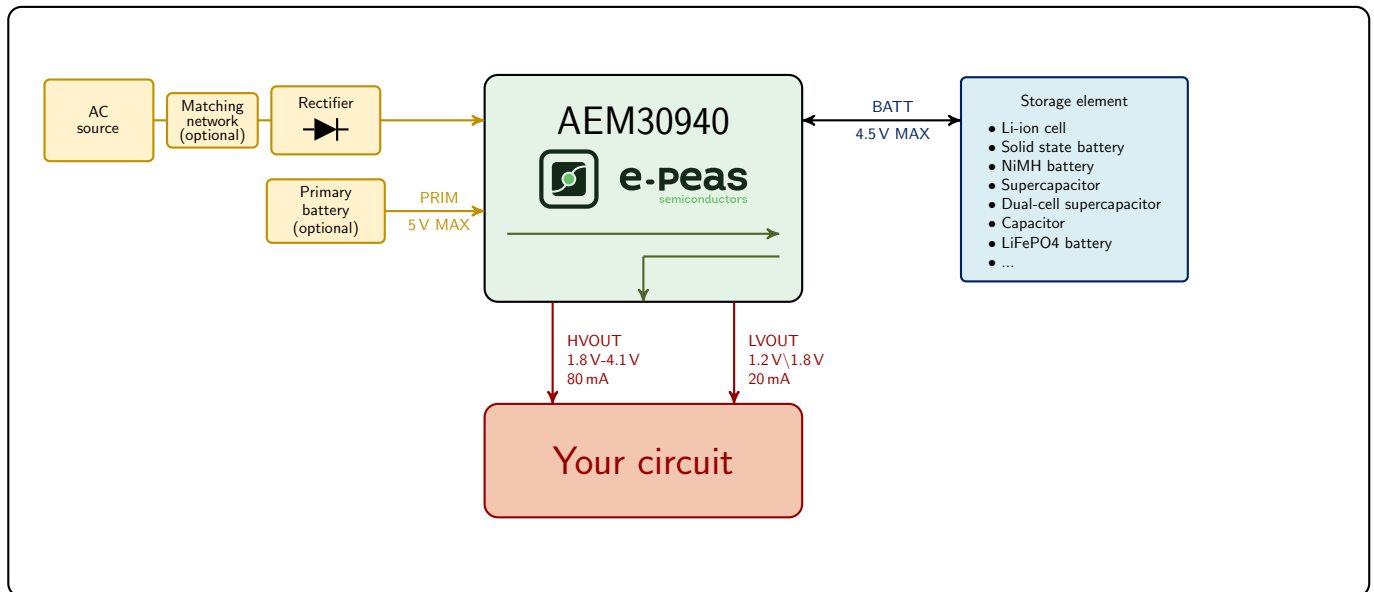 AC
source
Matching
network
(optional)
Rectifier
Primary
battery
(optional)
PRIM
5 V MAX
AEM30940
e-peas
semiconductors
BATT
4.5 V MAX
Storage element
• Li-ion cell
• Solid state battery
• NiMH battery
• Supercapacitor
• Dual-cell supercapacitor
• Capacitor
• LiFePO4 battery
• ...
HVOUT
1.8 V-4.1 V
80 mA
LVOUT
1.2 V\1.8 V
20 mA
Your circuit